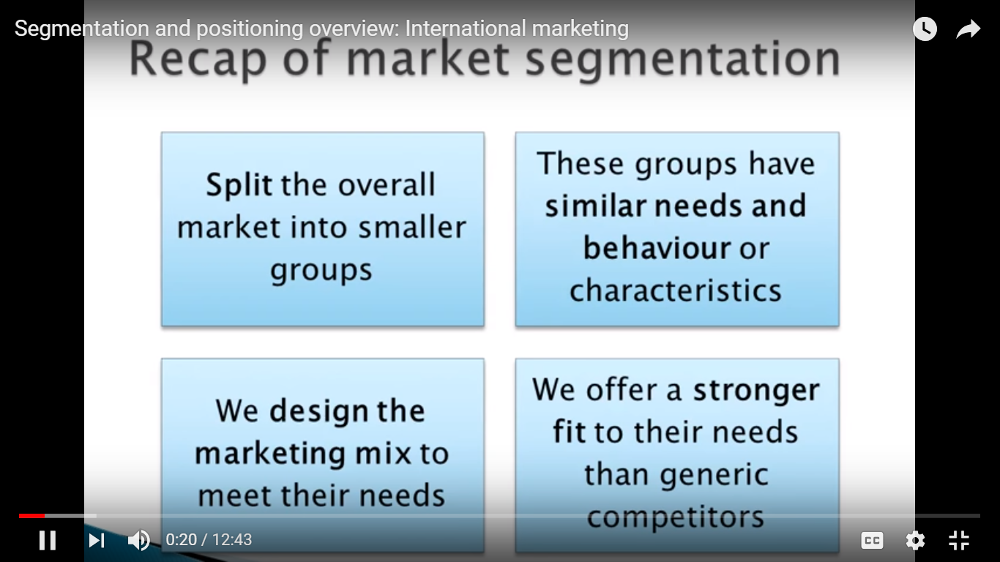 Segmentation and positioning overview: International marketing
Recap of market segmentation
Split the overall
market into smaller
groups
These groups have
similar needs and
behaviour or
characteristics
We design the
marketing mix to
meet their needs
We offer a stronger
fit to their needs
than generic
competitors
0:20 / 12:43
CC